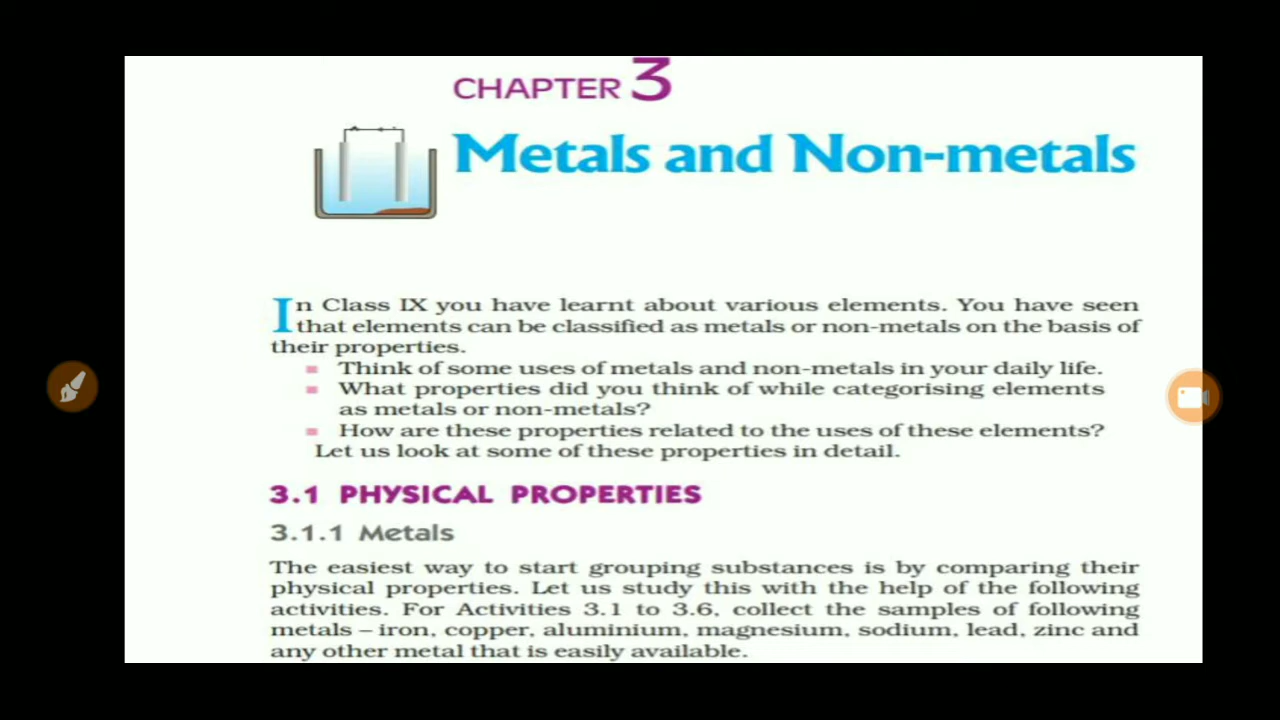 CHAPTER 3
Metals and Non-metals
In Class IX you have learnt about various elements. You have seen
that elements can be classified as metals or non-metals on the basis of
their properties.
Think of some uses of metals and non-metals in your daily life.
What properties did you think of while categorising elements
as metals or non-metals?
How are these properties related to the uses of these elements?
Let us look at some of these properties in detail.
3.1 PHYSICAL PROPERTIES
3.1.1 Metals
The easiest way to start grouping substances is by comparing their
physical properties. Let us study this with the help of the following
activities. For Activities 3.1 to 3.6, collect the samples of following
metals – iron, copper, aluminium, magnesium, sodium, lead, zinc and
any other metal that is easily available.